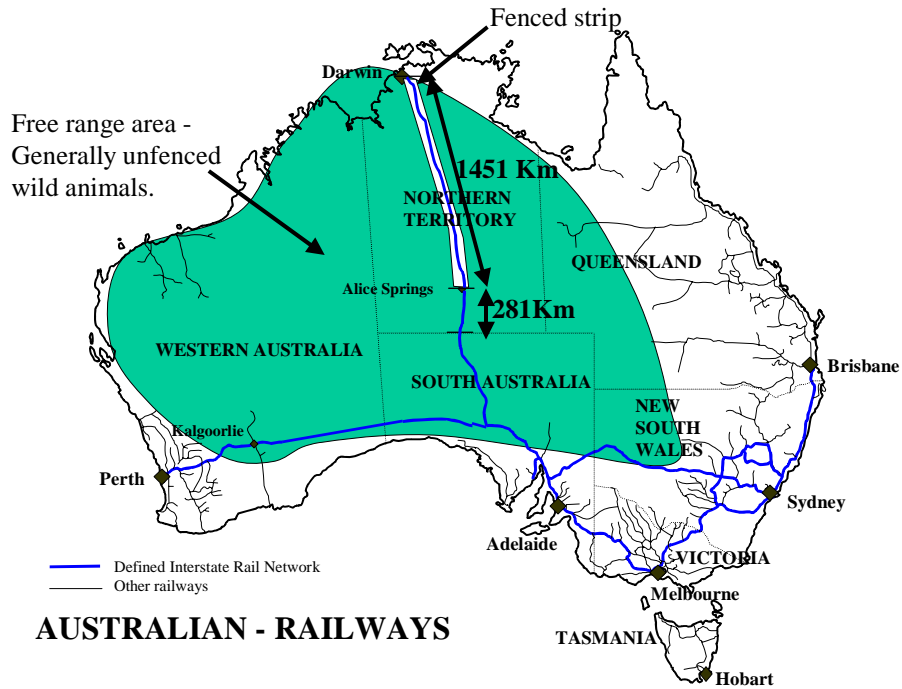 Fenced strip
Darwin
Free range area -
Generally unfenced
wild animals.
1451 Km
NORTHERN
TERRITORY
QUEENSLAND
Alice Springs
281Km
WESTERN AUSTRALIA
Brisbane
SOUTH AUSTRALIA
NEW
SOUTH
WALES
Kalgoorlie
Perth
Sydney
Adelaide
VICTORIA
Defined Interstate Rail Network
Other railways
Melbourne
AUSTRALIAN - RAILWAYS
TASMANIA
Hobart